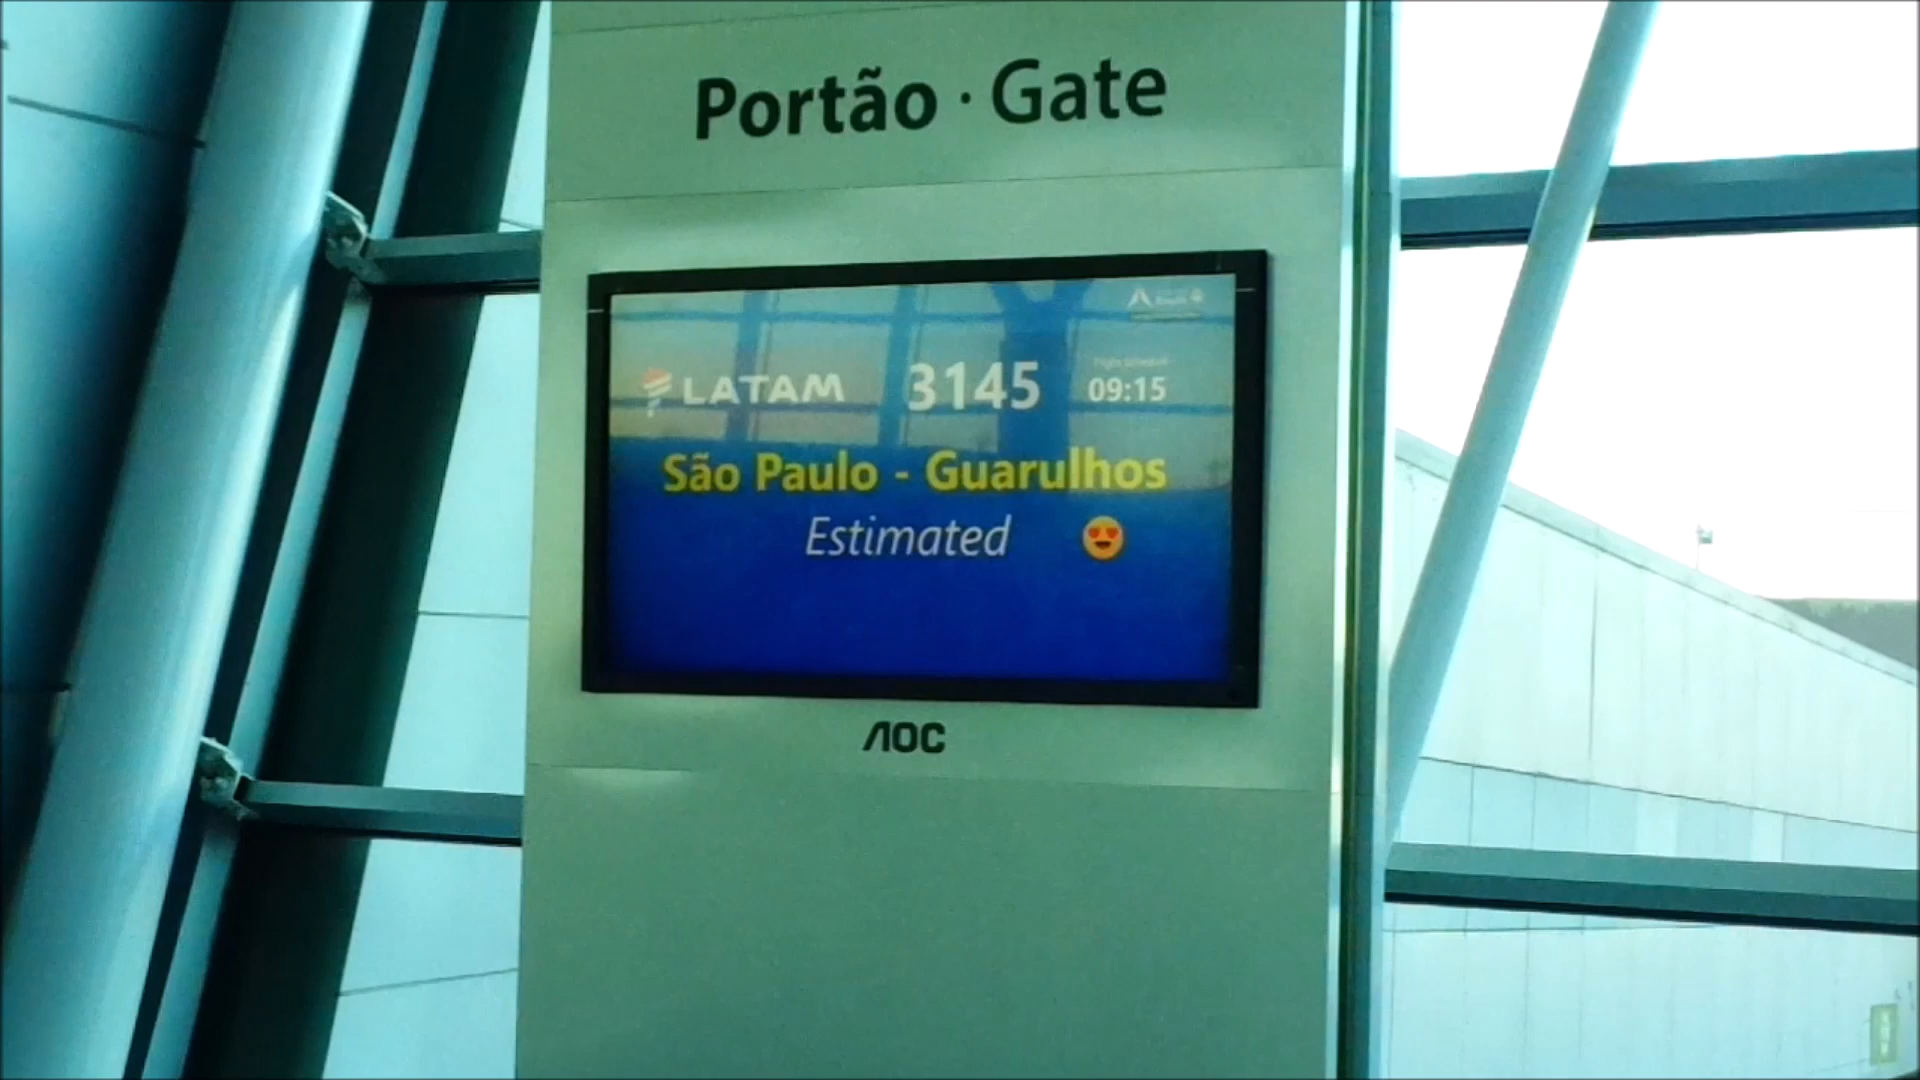 Portão · Gate
LATAM 3145 09:15
São Paulo - Guarulhos
Estimated 😍
AOC